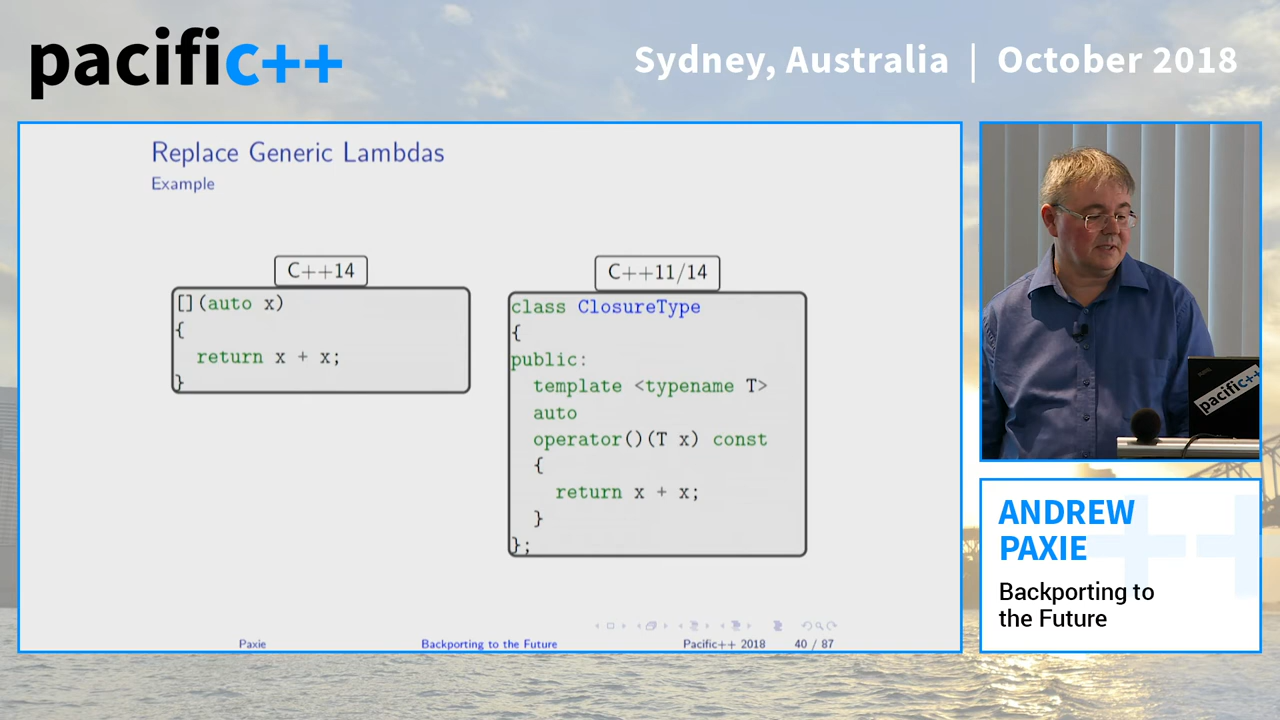 pacific++
Sydney, Australia | October 2018
Replace Generic Lambdas
Example
C++14
[](auto x)
{
  return x + x;
}
C++11/14
class ClosureType
{
public:
  template <typename T>
  auto
  operator()(T x) const
  {
    return x + x;
  }
};
Paxie
Backporting to the Future
Pacific++ 2018
40 / 87
pacific++
ANDREW
PAXIE
Backporting to
the Future